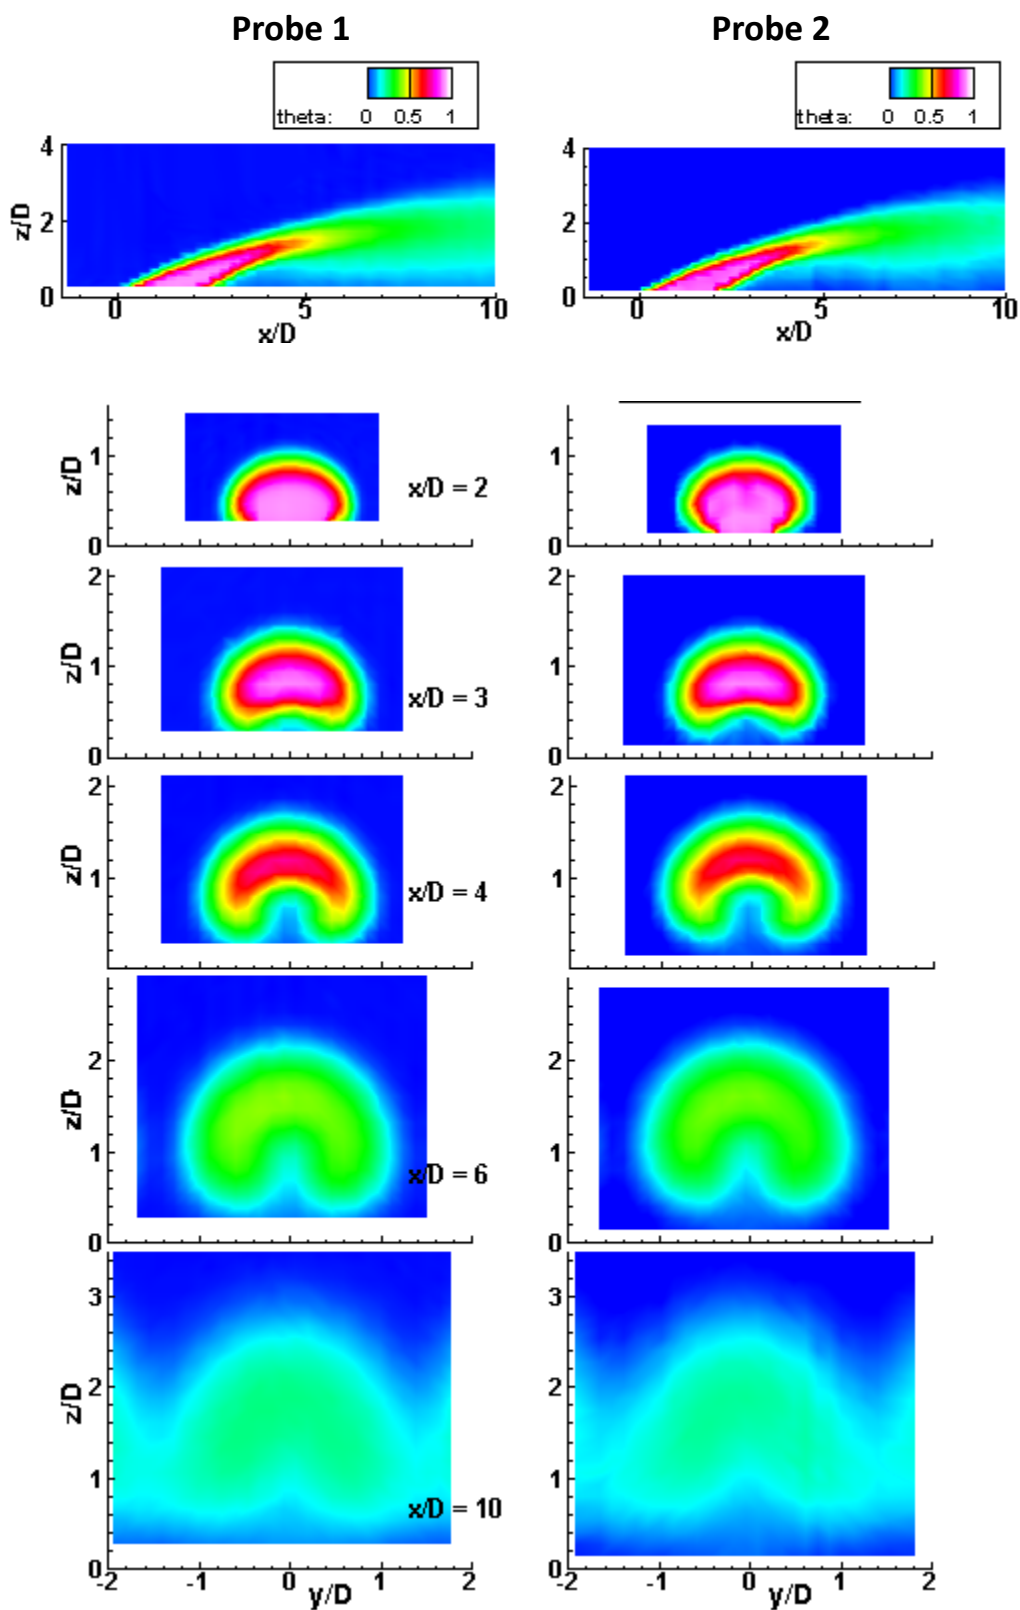 Probe 1 Probe 2
theta: 0 0.5 1 theta: 0 0.5 1
4 4
z/D
2 2
0 0
0 5 10 0 5 10
x/D x/D
1 1
z/D x/D = 2
0 0
2 2
z/D
1 1
x/D = 3
0 0
2 2
z/D
1 x/D = 4 1
2 2
z/D
1 1
x/D = 6
0 0
3 3
2 2
z/D z/D
1 1
x/D = 10
0 0
-2 -1 0 1 2 -1 0 1 2
y/D y/D